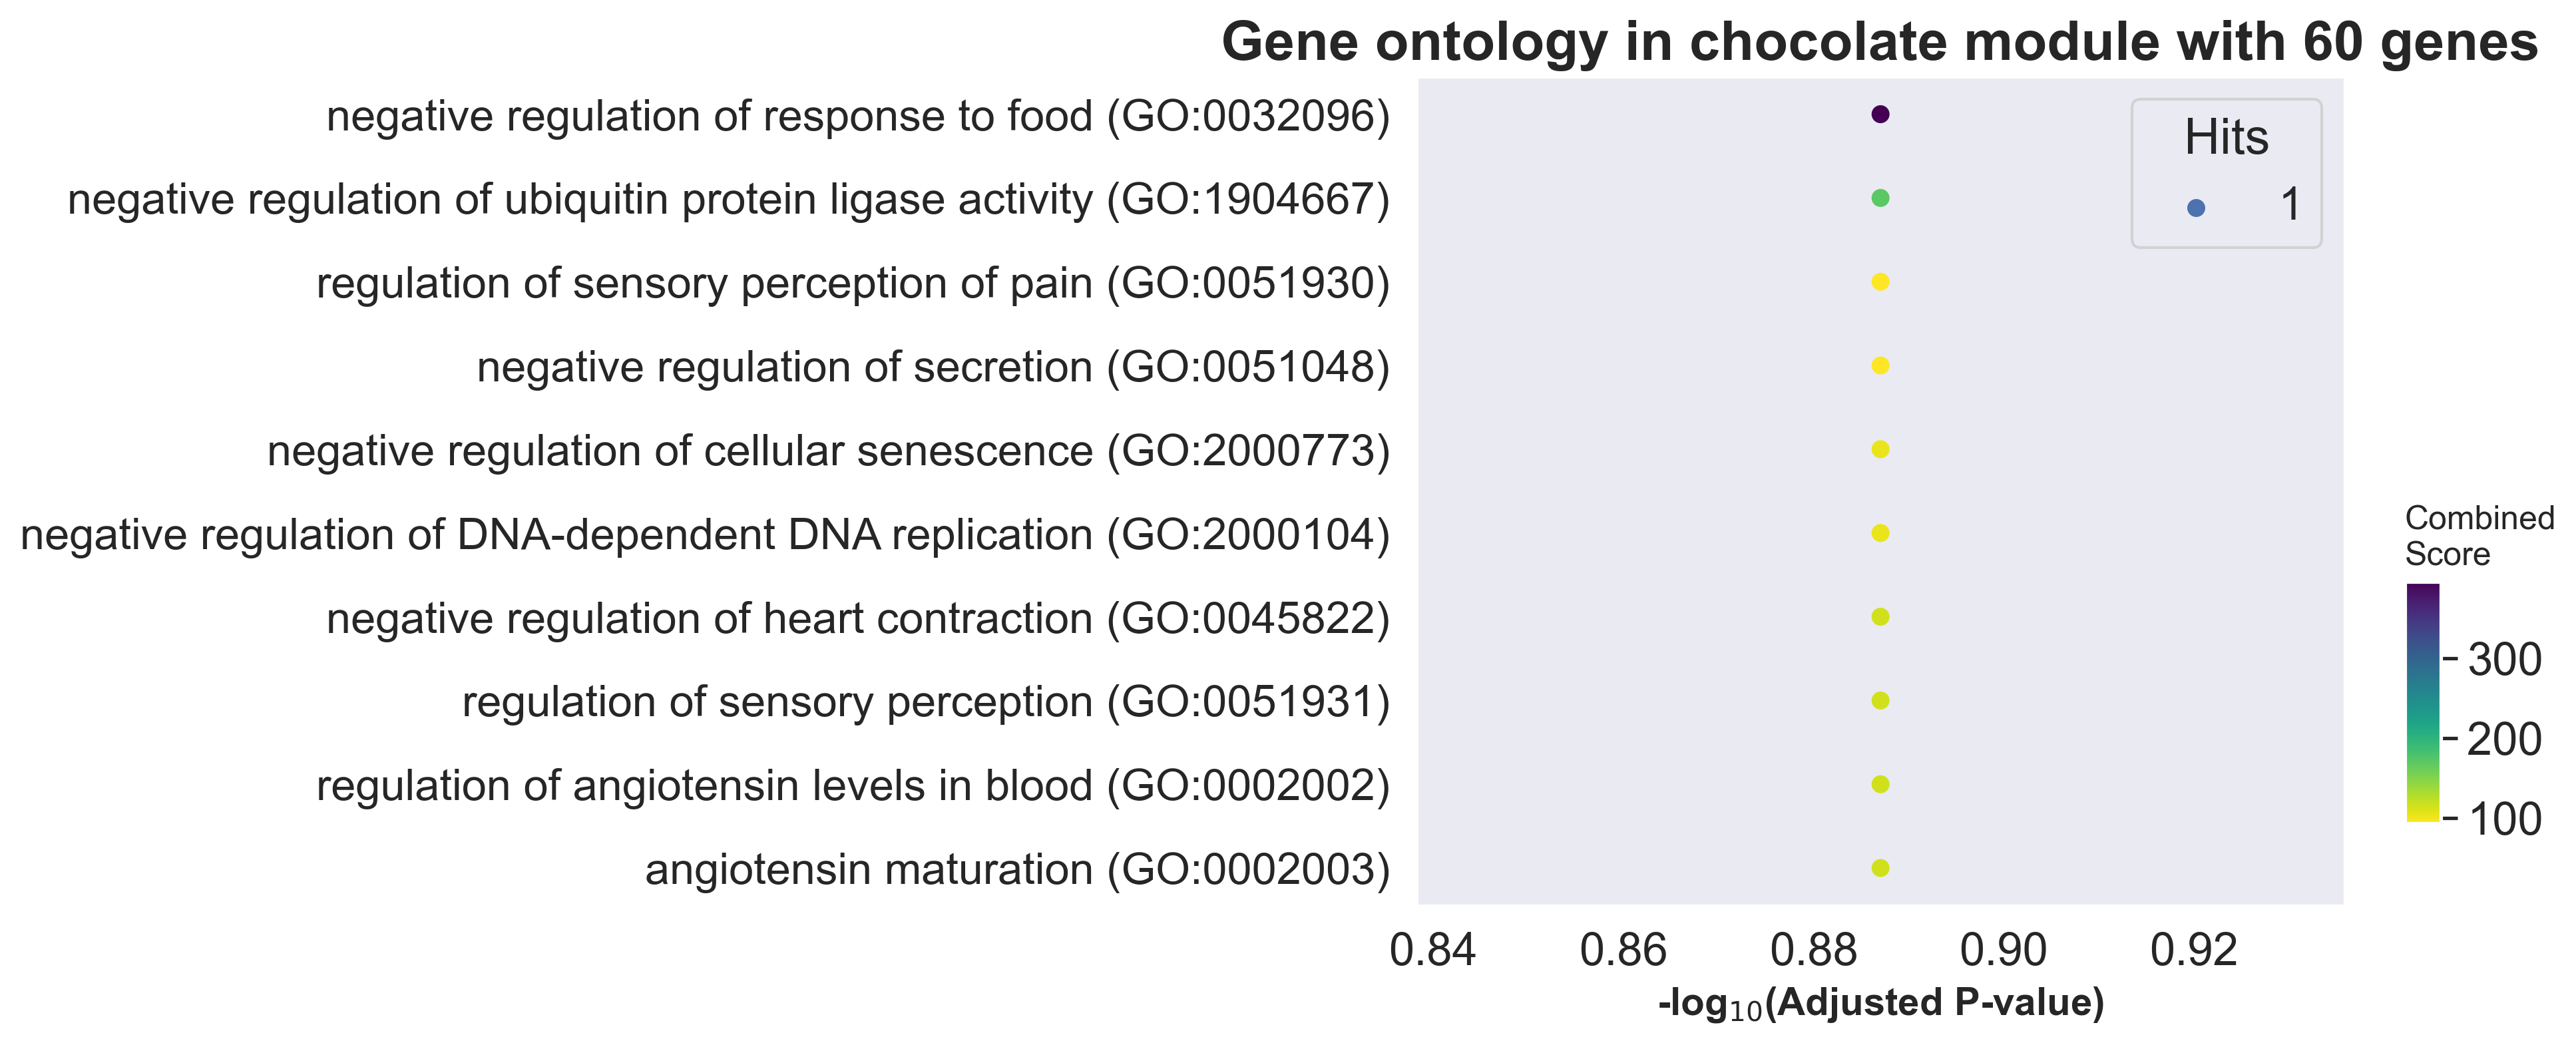 Gene ontology in chocolate module with 60 genes
negative regulation of response to food (GO:0032096)
negative regulation of ubiquitin protein ligase activity (GO:1904667)
regulation of sensory perception of pain (GO:0051930)
negative regulation of secretion (GO:0051048)
negative regulation of cellular senescence (GO:2000773)
negative regulation of DNA-dependent DNA replication (GO:2000104)
negative regulation of heart contraction (GO:0045822)
regulation of sensory perception (GO:0051931)
regulation of angiotensin levels in blood (GO:0002002)
angiotensin maturation (GO:0002003)
Hits
1
Combined
Score
300
200
100
0.84 0.86 0.88 0.90 0.92
-log10(Adjusted P-value)